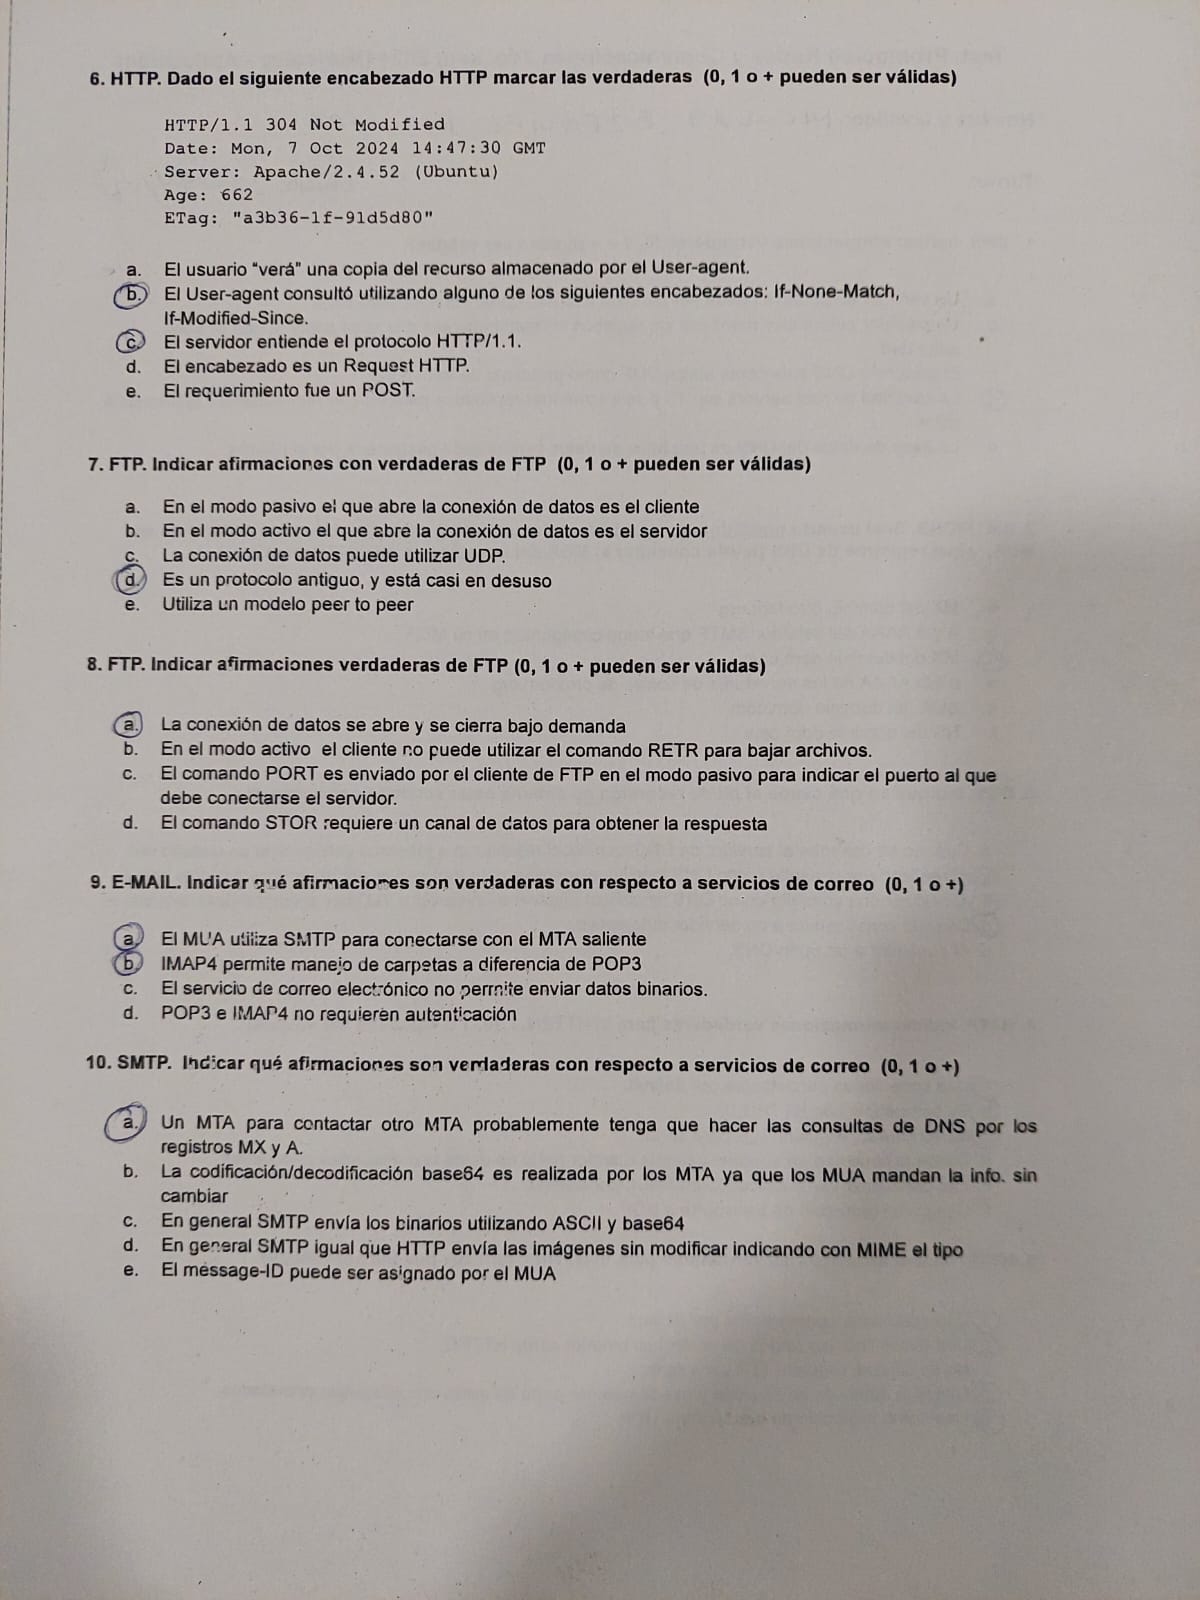 6. HTTP. Dado el siguiente encabezado HTTP marcar las verdaderas (0, 1 o + pueden ser válidas)
HTTP/1.1 304 Not Modified
Date: Mon, 7 Oct 2024 14:47:30 GMT
Server: Apache/2.4.52 (Ubuntu)
Age: 662
ETag: "a3b36-1f-91d5d80"
a. El usuario “verá” una copia del recurso almacenado por el User-agent.
b. El User-agent consultó utilizando alguno de los siguientes encabezados: If-None-Match,
If-Modified-Since.
c. El servidor entiende el protocolo HTTP/1.1.
d. El encabezado es un Request HTTP.
e. El requerimiento fue un POST.
7. FTP. Indicar afirmaciones con verdaderas de FTP (0, 1 o + pueden ser válidas)
a. En el modo pasivo el que abre la conexión de datos es el cliente
b. En el modo activo el que abre la conexión de datos es el servidor
c. La conexión de datos puede utilizar UDP.
d. Es un protocolo antiguo, y está casi en desuso
e. Utiliza un modelo peer to peer
8. FTP. Indicar afirmaciones verdaderas de FTP (0, 1 o + pueden ser válidas)
a. La conexión de datos se abre y se cierra bajo demanda
b. En el modo activo el cliente no puede utilizar el comando RETR para bajar archivos.
c. El comando PORT es enviado por el cliente de FTP en el modo pasivo para indicar el puerto al que
debe conectarse el servidor.
d. El comando STOR requiere un canal de datos para obtener la respuesta
9. E-MAIL. Indicar qué afirmaciones son verdaderas con respecto a servicios de correo (0, 1 o +)
a. El MUA utiliza SMTP para conectarse con el MTA saliente
b. IMAP4 permite manejo de carpetas a diferencia de POP3
c. El servicio de correo electrónico no permite enviar datos binarios.
d. POP3 e IMAP4 no requieren autenticación
10. SMTP. Indicar qué afirmaciones son verdaderas con respecto a servicios de correo (0, 1 o +)
a. Un MTA para contactar otro MTA probablemente tenga que hacer las consultas de DNS por los
registros MX y A.
b. La codificación/decodificación base64 es realizada por los MTA ya que los MUA mandan la info. sin
cambiar
c. En general SMTP envía los binarios utilizando ASCII y base64
d. En general SMTP igual que HTTP envía las imágenes sin modificar indicando con MIME el tipo
e. El message-ID puede ser asignado por el MUA